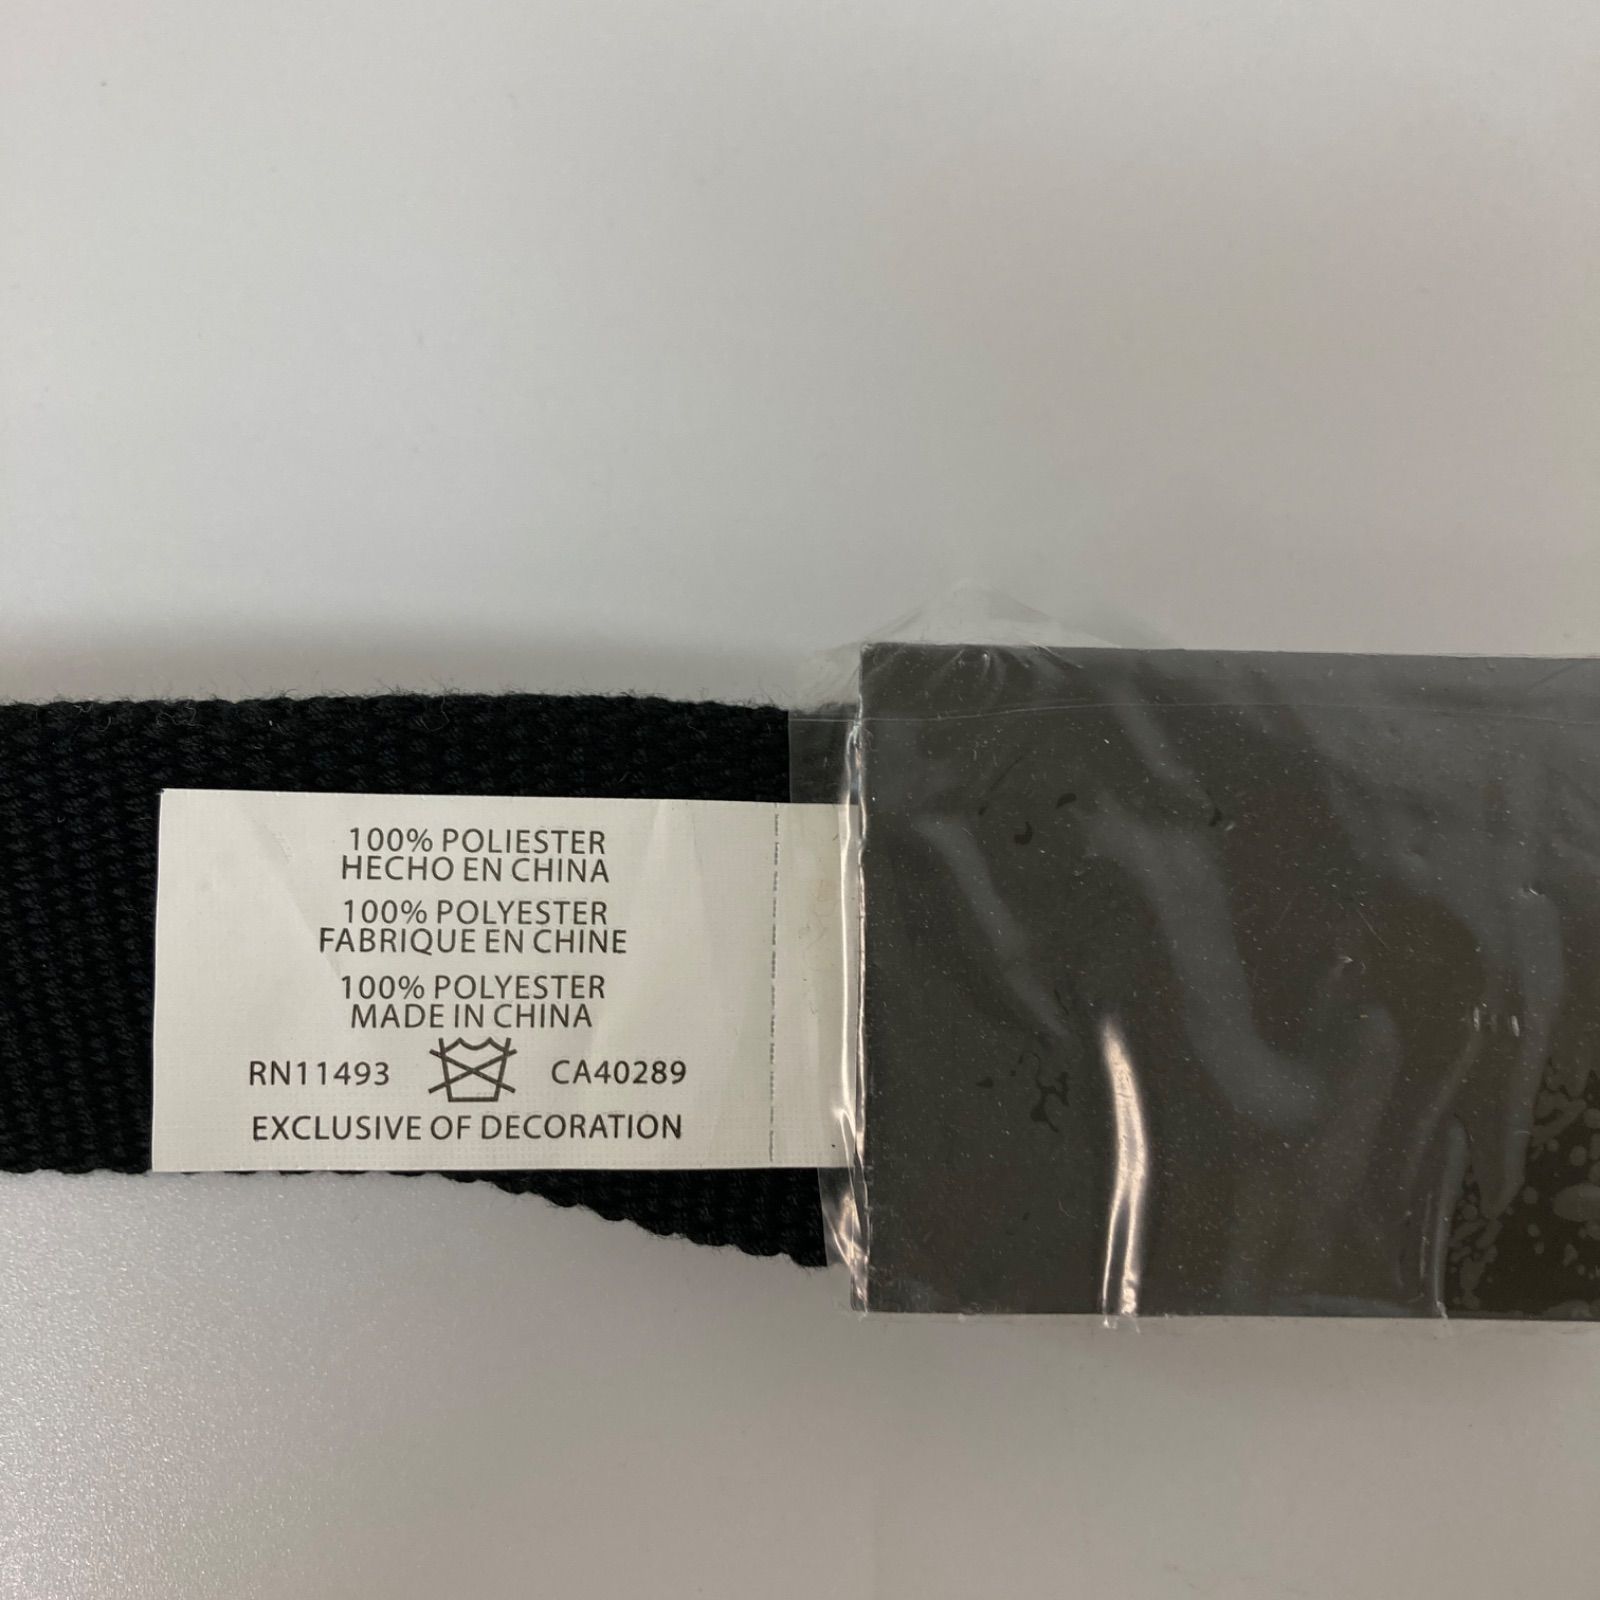 100% POLIESTER
HECHO EN CHINA
100% POLYESTER
FABRIQUE EN CHINE
100% POLYESTER
MADE IN CHINA
RN11493 CA40289
EXCLUSIVE OF DECORATION